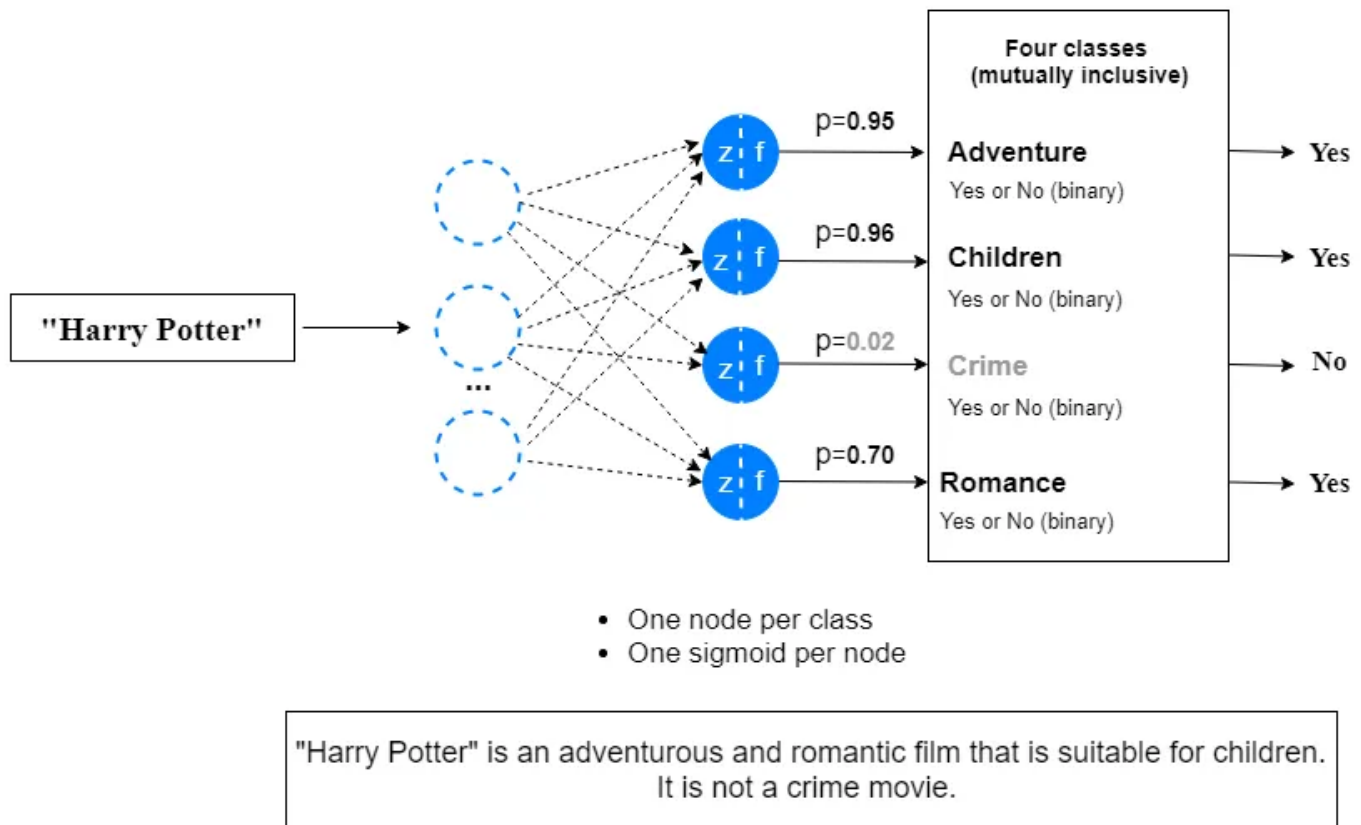 Four classes
(mutually inclusive)
"Harry Potter"
...
z f
p=0.95
Adventure
Yes or No (binary)
Yes
z f
p=0.96
Children
Yes or No (binary)
Yes
z f
p=0.02
Crime
Yes or No (binary)
No
z f
p=0.70
Romance
Yes or No (binary)
Yes
• One node per class
• One sigmoid per node
"Harry Potter" is an adventurous and romantic film that is suitable for children.
It is not a crime movie.